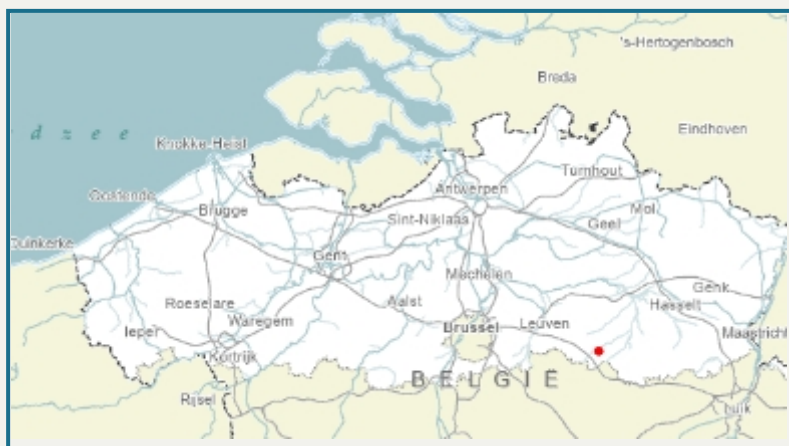 's-Hertogenbosch
Breda
Eindhoven
d z e e
Knokke-Heist
Turnhout
Antwerpen
Oostende
Brugge
Sint-Niklaas
Mol
Geel
Duinkerke
Gent
Mechelen
Genk
Roeselare
Aalst
Hasselt
Waregem
Brussel
Leuven
Ieper
Maastricht
Kortrijk
BELGIË
Rijsel
Luik